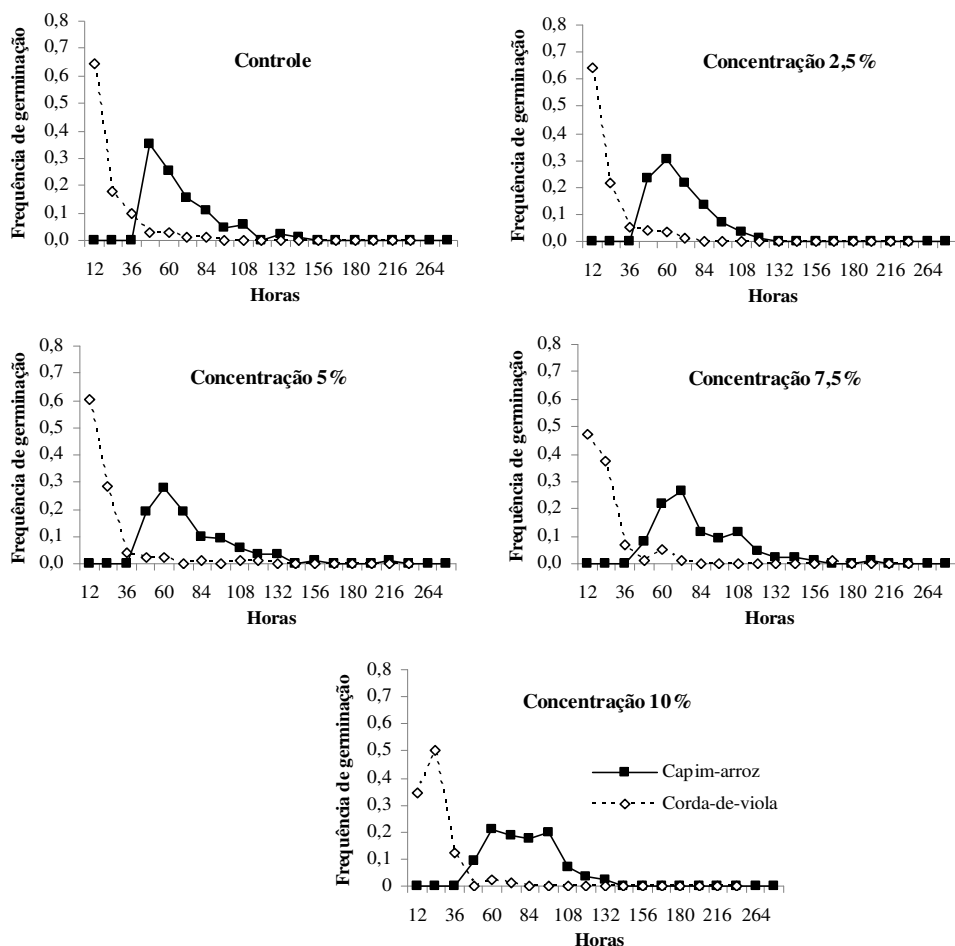 Controle
Frequência de germinação
0,8
0,7
0,6
0,5
0,4
0,3
0,2
0,1
0,0
12 36 60 84 108 132 156 180 216 264
Horas
Concentração 2,5%
Frequência de germinação
0,8
0,7
0,6
0,5
0,4
0,3
0,2
0,1
0,0
12 36 60 84 108 132 156 180 216 264
Horas
Concentração 5%
Frequência de germinação
0,8
0,7
0,6
0,5
0,4
0,3
0,2
0,1
0,0
12 36 60 84 108 132 156 180 216 264
Horas
Concentração 7,5%
Frequência de germinação
0,8
0,7
0,6
0,5
0,4
0,3
0,2
0,1
0,0
12 36 60 84 108 132 156 180 216 264
Horas
Concentração 10%
Frequência de germinação
0,8
0,7
0,6
0,5
0,4
0,3
0,2
0,1
0
Capim-arroz
Corda-de-viola
12 36 60 84 108 132 156 180 216 264
Horas